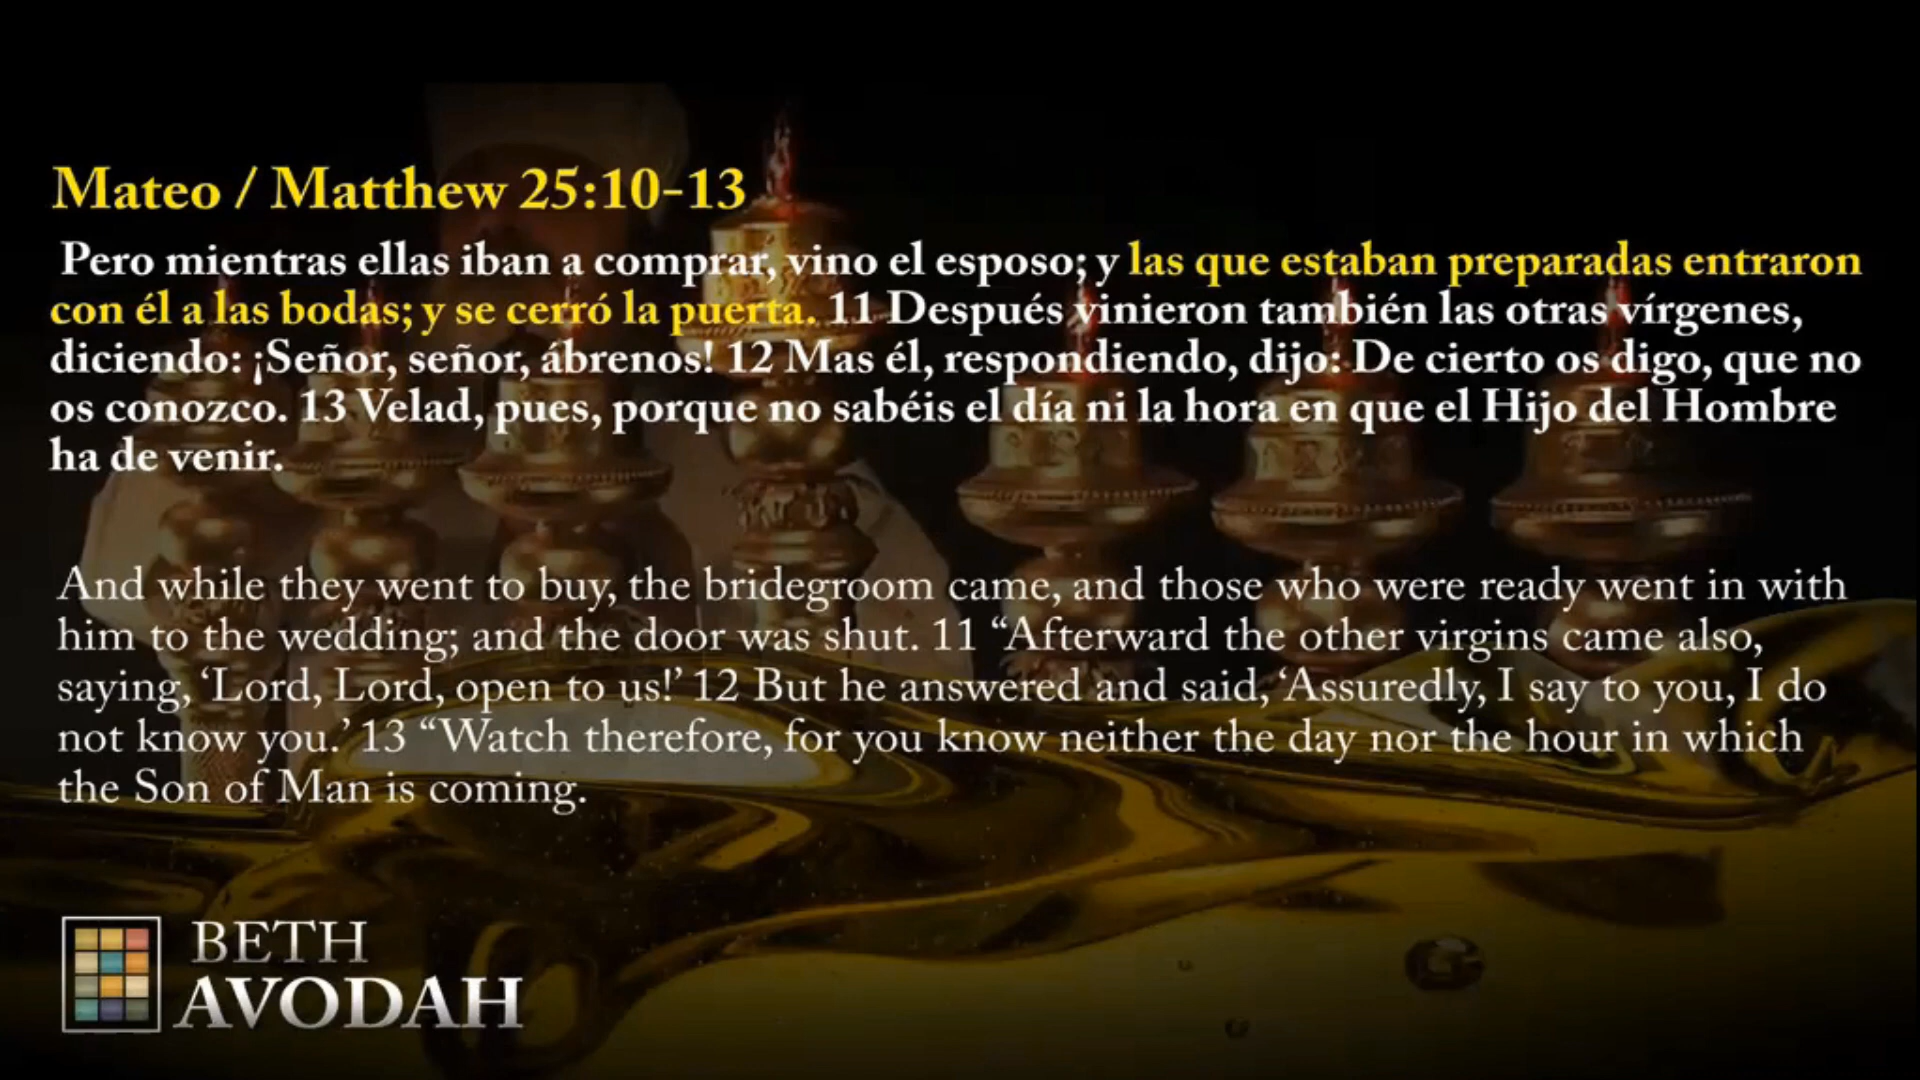 Mateo / Matthew 25:10-13
Pero mientras ellas iban a comprar, vino el esposo; y las que estaban preparadas entraron
con él a las bodas; y se cerró la puerta. 11 Después vinieron también las otras vírgenes,
diciendo: ¡Señor, señor, ábrenos! 12 Mas él, respondiendo, dijo: De cierto os digo, que no
os conozco. 13 Velad, pues, porque no sabéis el día ni la hora en que el Hijo del Hombre
ha de venir.
And while they went to buy, the bridegroom came, and those who were ready went in with
him to the wedding; and the door was shut. 11 “Afterward the other virgins came also,
saying, ‘Lord, Lord, open to us!’ 12 But he answered and said, ‘Assuredly, I say to you, I do
not know you.’ 13 “Watch therefore, for you know neither the day nor the hour in which
the Son of Man is coming.
BETH
AVODAH